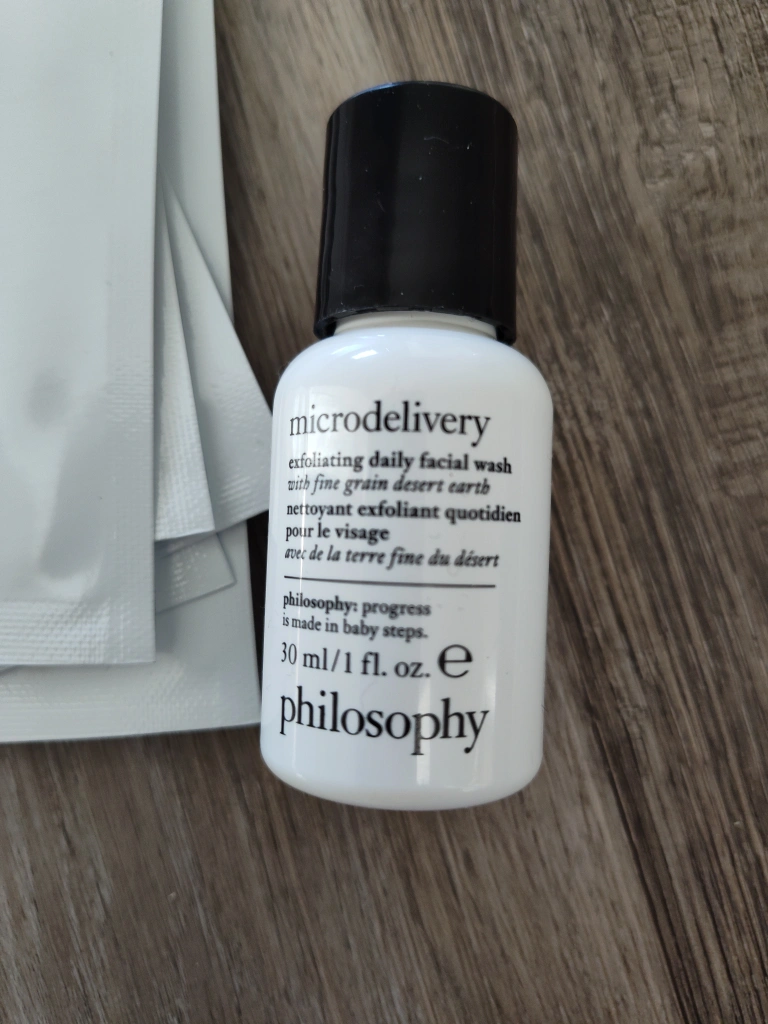 microdelivery
exfoliating daily facial wash
with fine grain desert earth
nettoyant exfoliant quotidien
pour le visage
avec de la terre fine du désert
philosophy: progress
is made in baby steps.
30 ml/1 fl. oz. ℮
philosophy